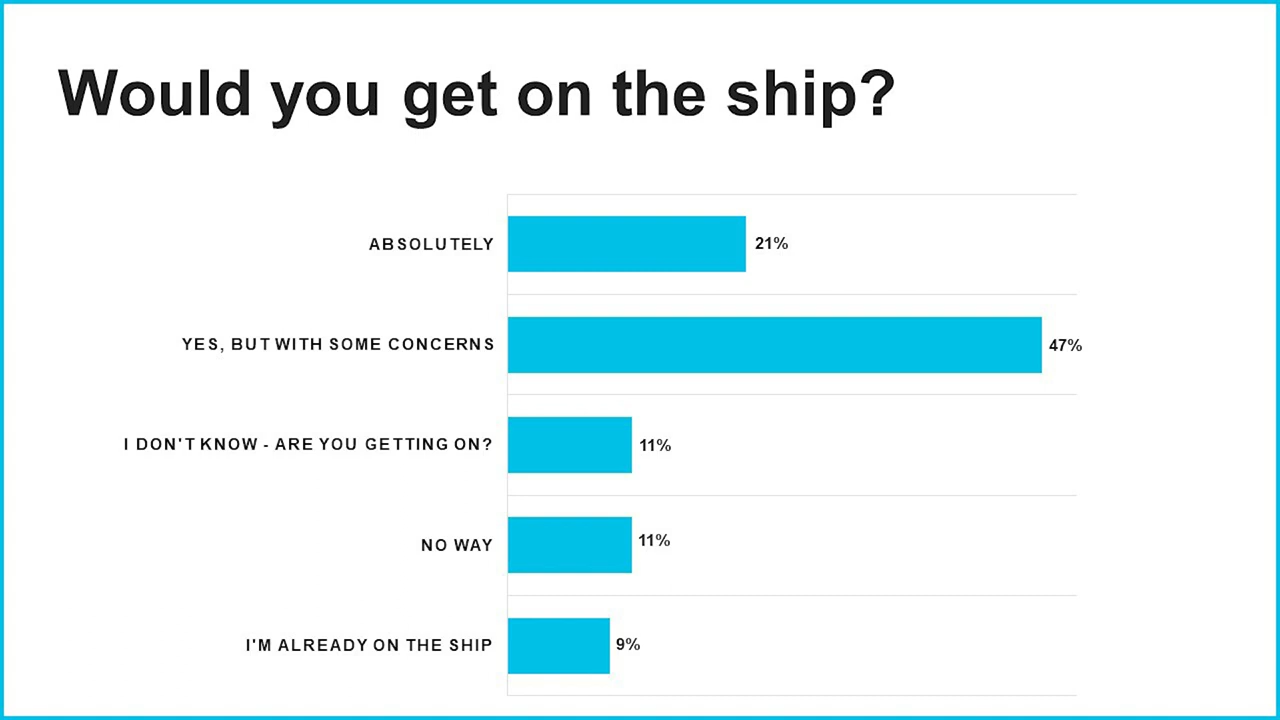 Would you get on the ship?
ABSOLUTELY
21%
YES, BUT WITH SOME CONCERNS
47%
I DON'T KNOW - ARE YOU GETTING ON?
11%
NO WAY
11%
I'M ALREADY ON THE SHIP
9%